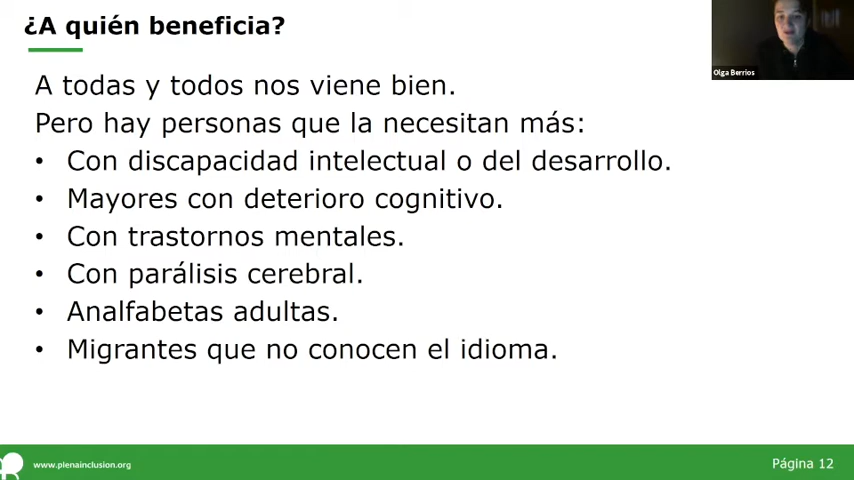 ¿A quién beneficia?
Olga Berrios
A todas y todos nos viene bien.
Pero hay personas que la necesitan más:
• Con discapacidad intelectual o del desarrollo.
• Mayores con deterioro cognitivo.
• Con trastornos mentales.
• Con parálisis cerebral.
• Analfabetas adultas.
• Migrantes que no conocen el idioma.
www.plenainclusion.org
Página 12